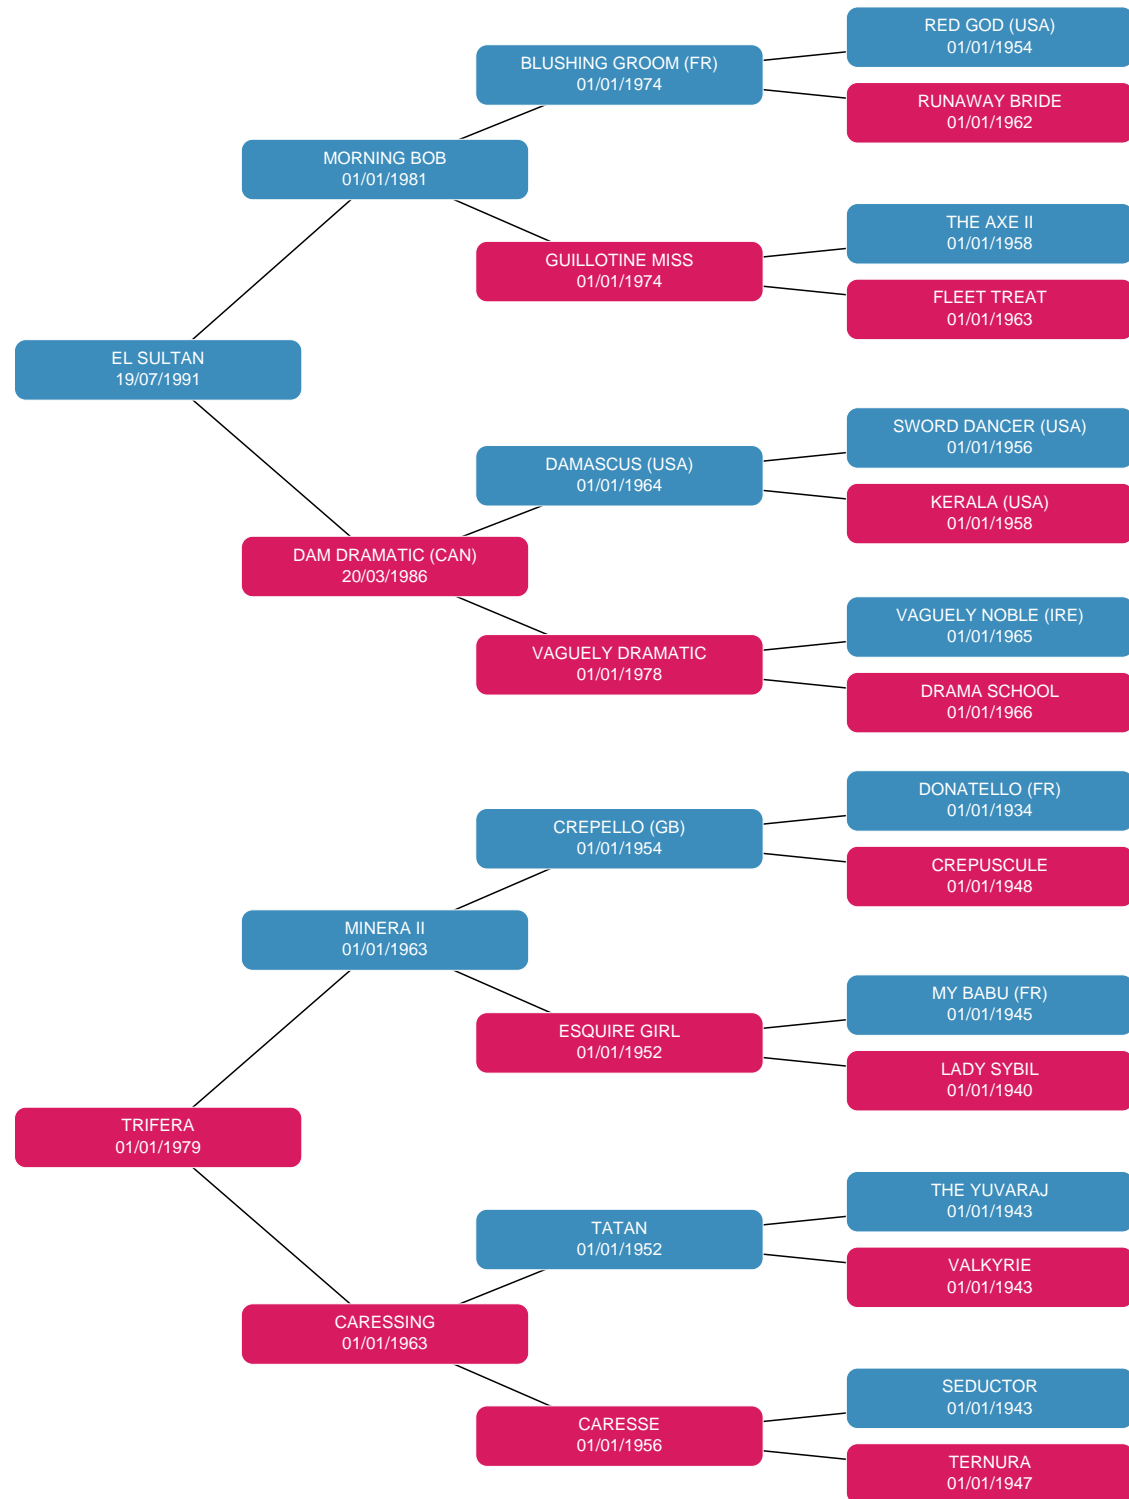 RED GOD (USA)
01/01/1954
BLUSHING GROOM (FR)
01/01/1974
RUNAWAY BRIDE
01/01/1962
MORNING BOB
01/01/1981
THE AXE II
01/01/1958
GUILLOTINE MISS
01/01/1974
FLEET TREAT
01/01/1963
EL SULTAN
19/07/1991
SWORD DANCER (USA)
01/01/1956
DAMASCUS (USA)
01/01/1964
KERALA (USA)
01/01/1958
DAM DRAMATIC (CAN)
20/03/1986
VAGUELY NOBLE (IRE)
01/01/1965
VAGUELY DRAMATIC
01/01/1978
DRAMA SCHOOL
01/01/1966
DONATELLO (FR)
01/01/1934
CREPELLO (GB)
01/01/1954
CREPUSCULE
01/01/1948
MINERA II
01/01/1963
MY BABU (FR)
01/01/1945
ESQUIRE GIRL
01/01/1952
LADY SYBIL
01/01/1940
TRIFERA
01/01/1979
THE YUVARAJ
01/01/1943
TATAN
01/01/1952
VALKYRIE
01/01/1943
CARESSING
01/01/1963
SEDUCTOR
01/01/1943
CARESSE
01/01/1956
TERNURA
01/01/1947